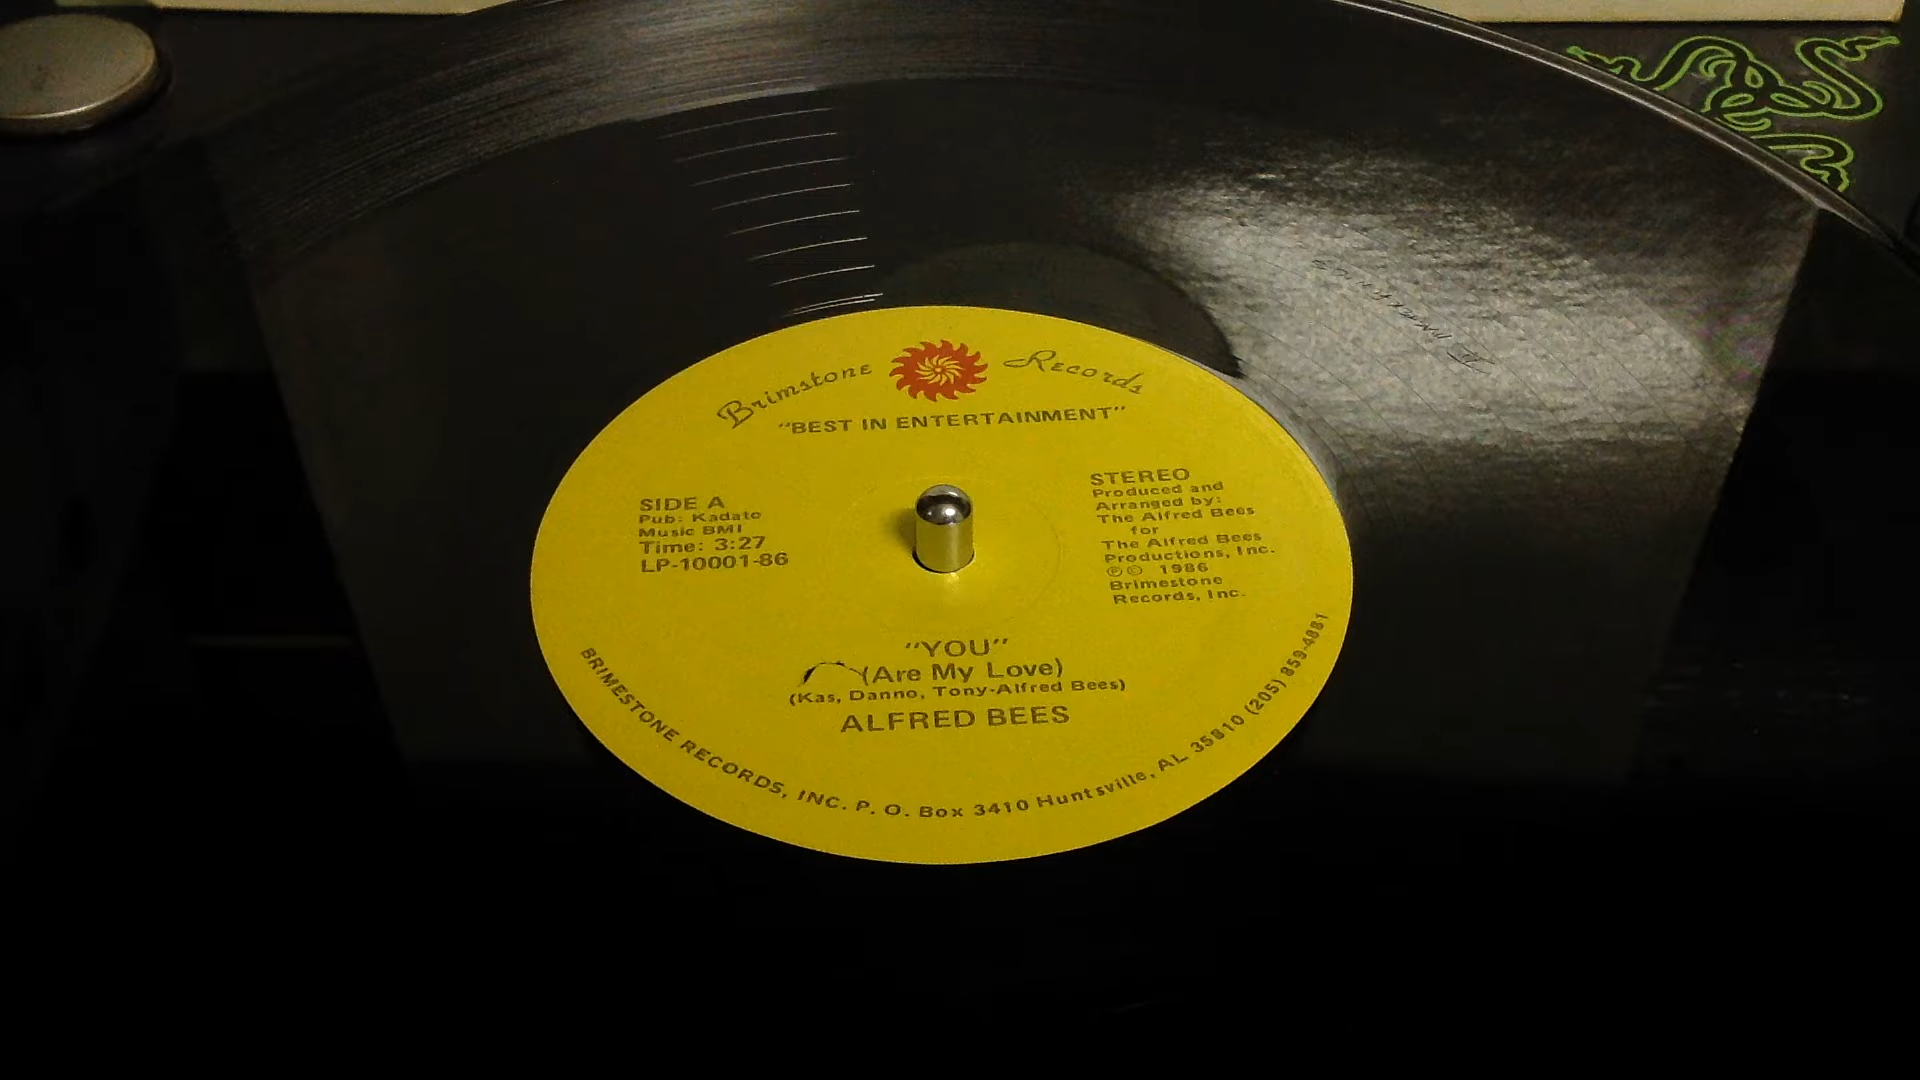 Brimstone Records
"BEST IN ENTERTAINMENT"
SIDE A
Pub: Kadato
Music BMI
Time: 3:27
LP-10001-86
STEREO
Produced and
Arranged by:
The Alfred Bees
for
The Alfred Bees
Productions, Inc.
℗© 1986
Brimestone
Records, Inc.
"YOU"
(Are My Love)
(Kas, Danno, Tony-Alfred Bees)
ALFRED BEES
BRIMESTONE RECORDS, INC. P. O. Box 3410 Huntsville, AL 35810 (205) 859-4881